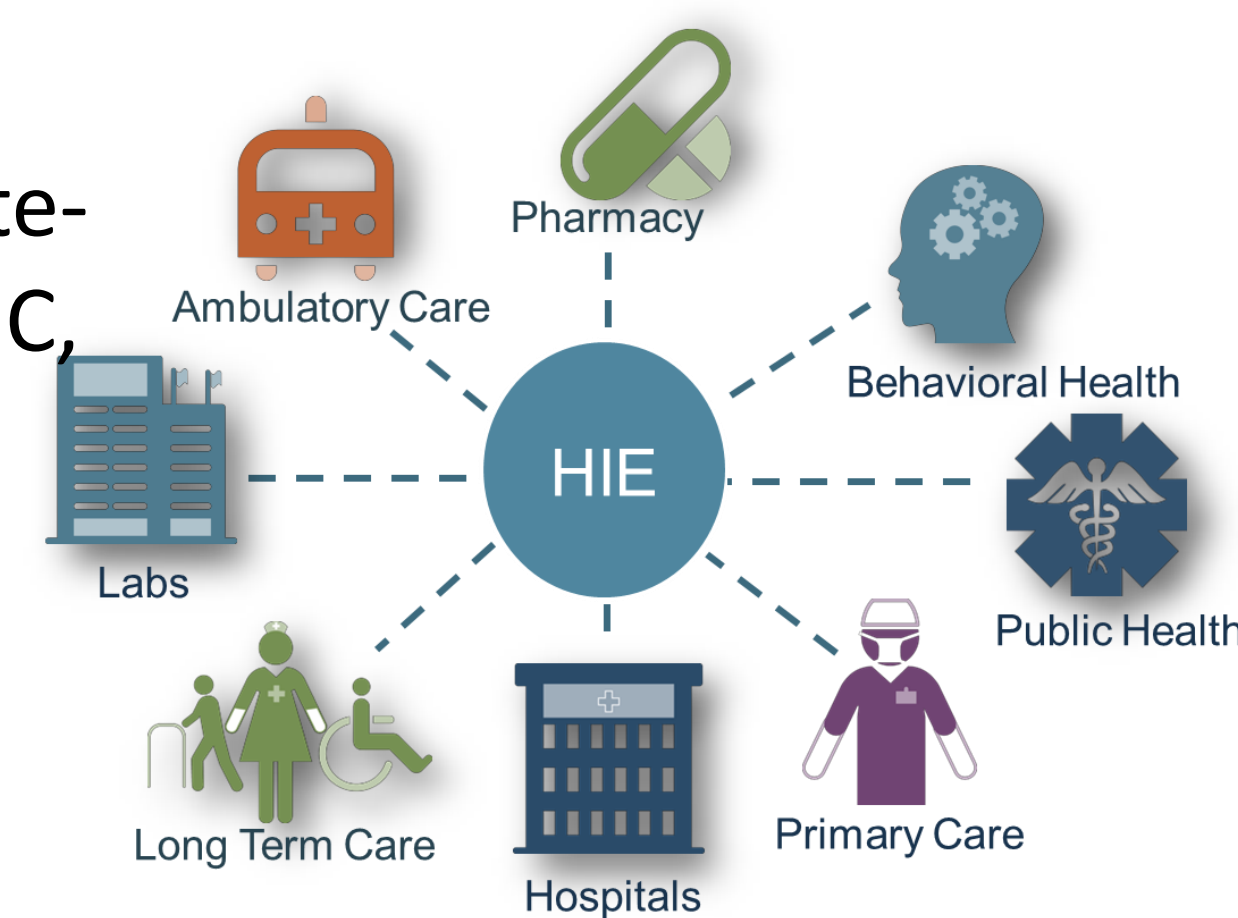 te-
C,
Pharmacy
Ambulatory Care
Behavioral Health
HIE
Labs
Public Health
Long Term Care
Primary Care
Hospitals